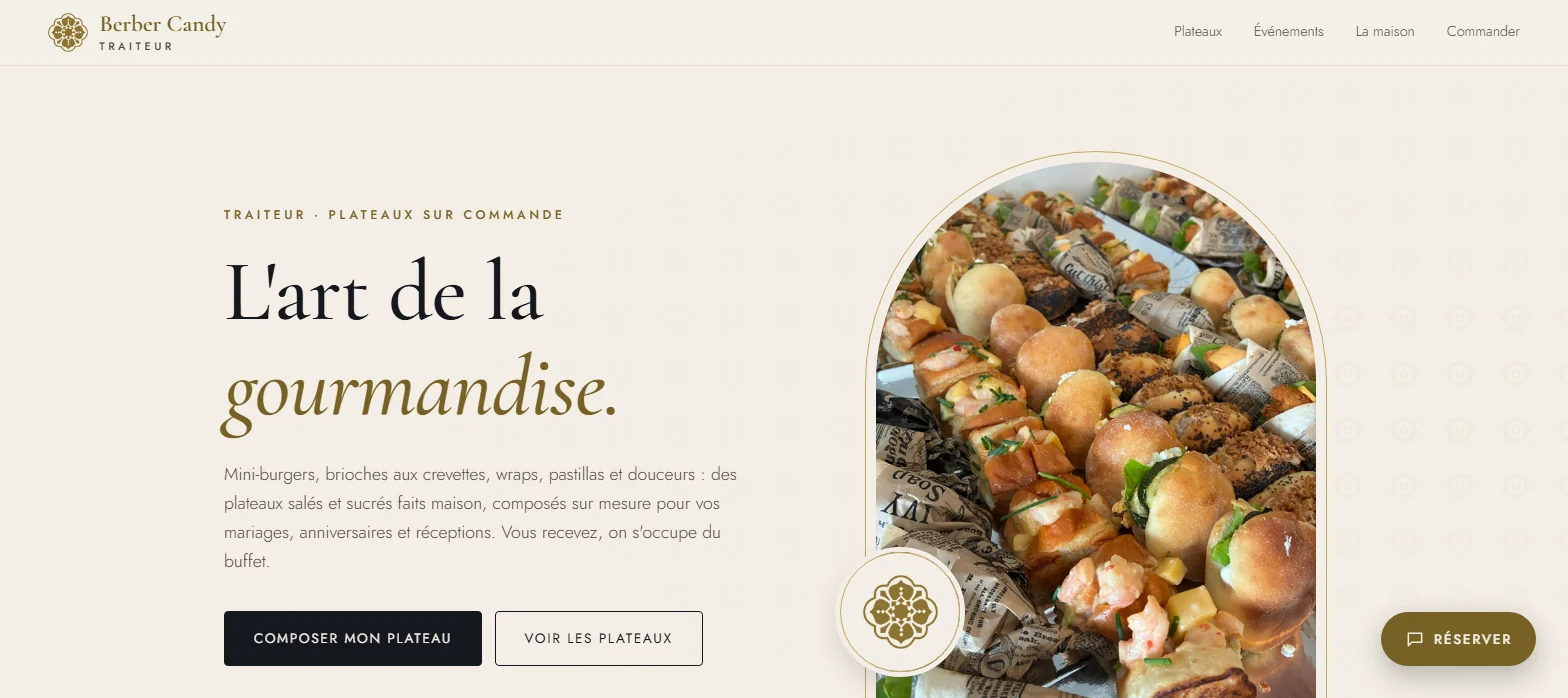 Berber Candy
TRAITEUR
Plateaux
Événements
La maison
Commander
TRAITEUR · PLATEAUX SUR COMMANDE
L'art de la
gourmandise.
Mini-burgers, brioches aux crevettes, wraps, pastillas et douceurs : des
plateaux salés et sucrés faits maison, composés sur mesure pour vos
mariages, anniversaires et réceptions. Vous recevez, on s'occupe du
buffet.
COMPOSER MON PLATEAU
VOIR LES PLATEAUX
RÉSERVER